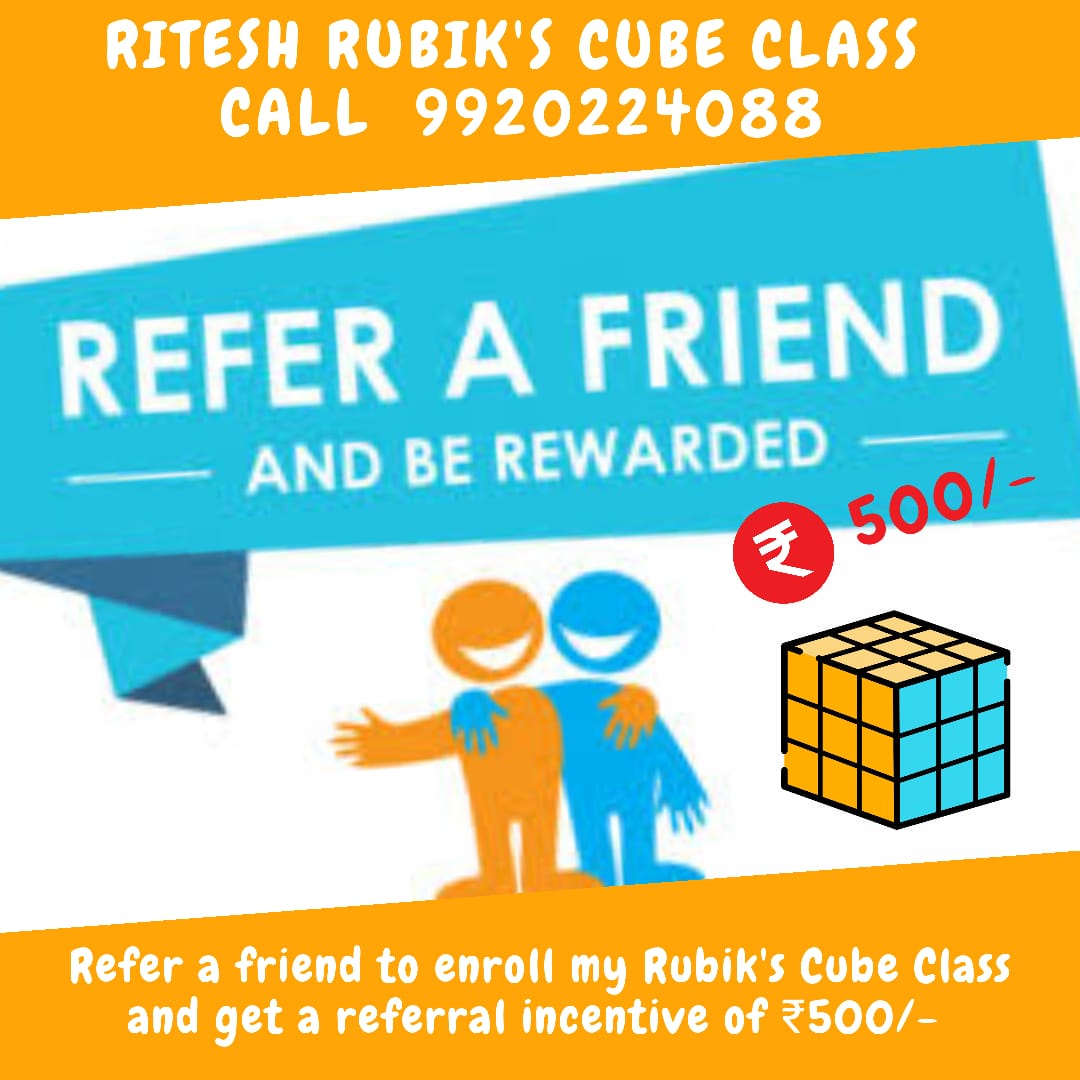 RITESH RUBIK'S CUBE CLASS
CALL 9920224088
REFER A FRIEND
AND BE REWARDED
₹ 500/-
Refer a friend to enroll my Rubik's Cube Class
and get a referral incentive of ₹500/-